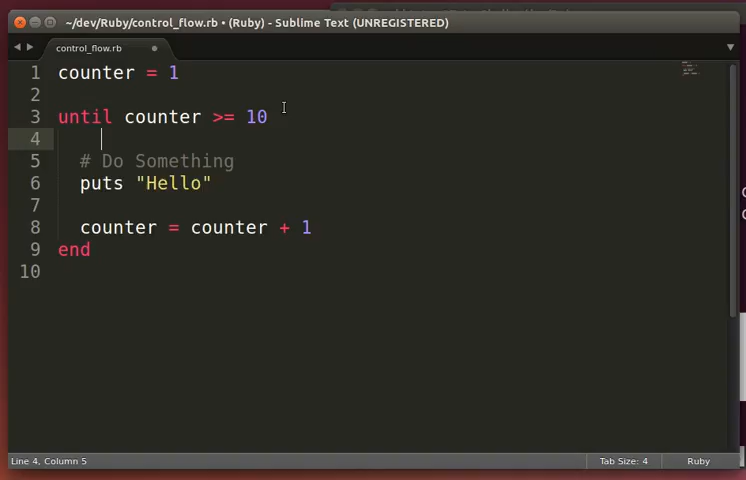 ~/dev/Ruby/control_flow.rb • (Ruby) - Sublime Text (UNREGISTERED)
control_flow.rb
1 counter = 1
2
3 until counter >= 10
4
5 # Do Something
6 puts "Hello"
7
8 counter = counter + 1
9 end
10
Line 4, Column 5 Tab Size: 4 Ruby